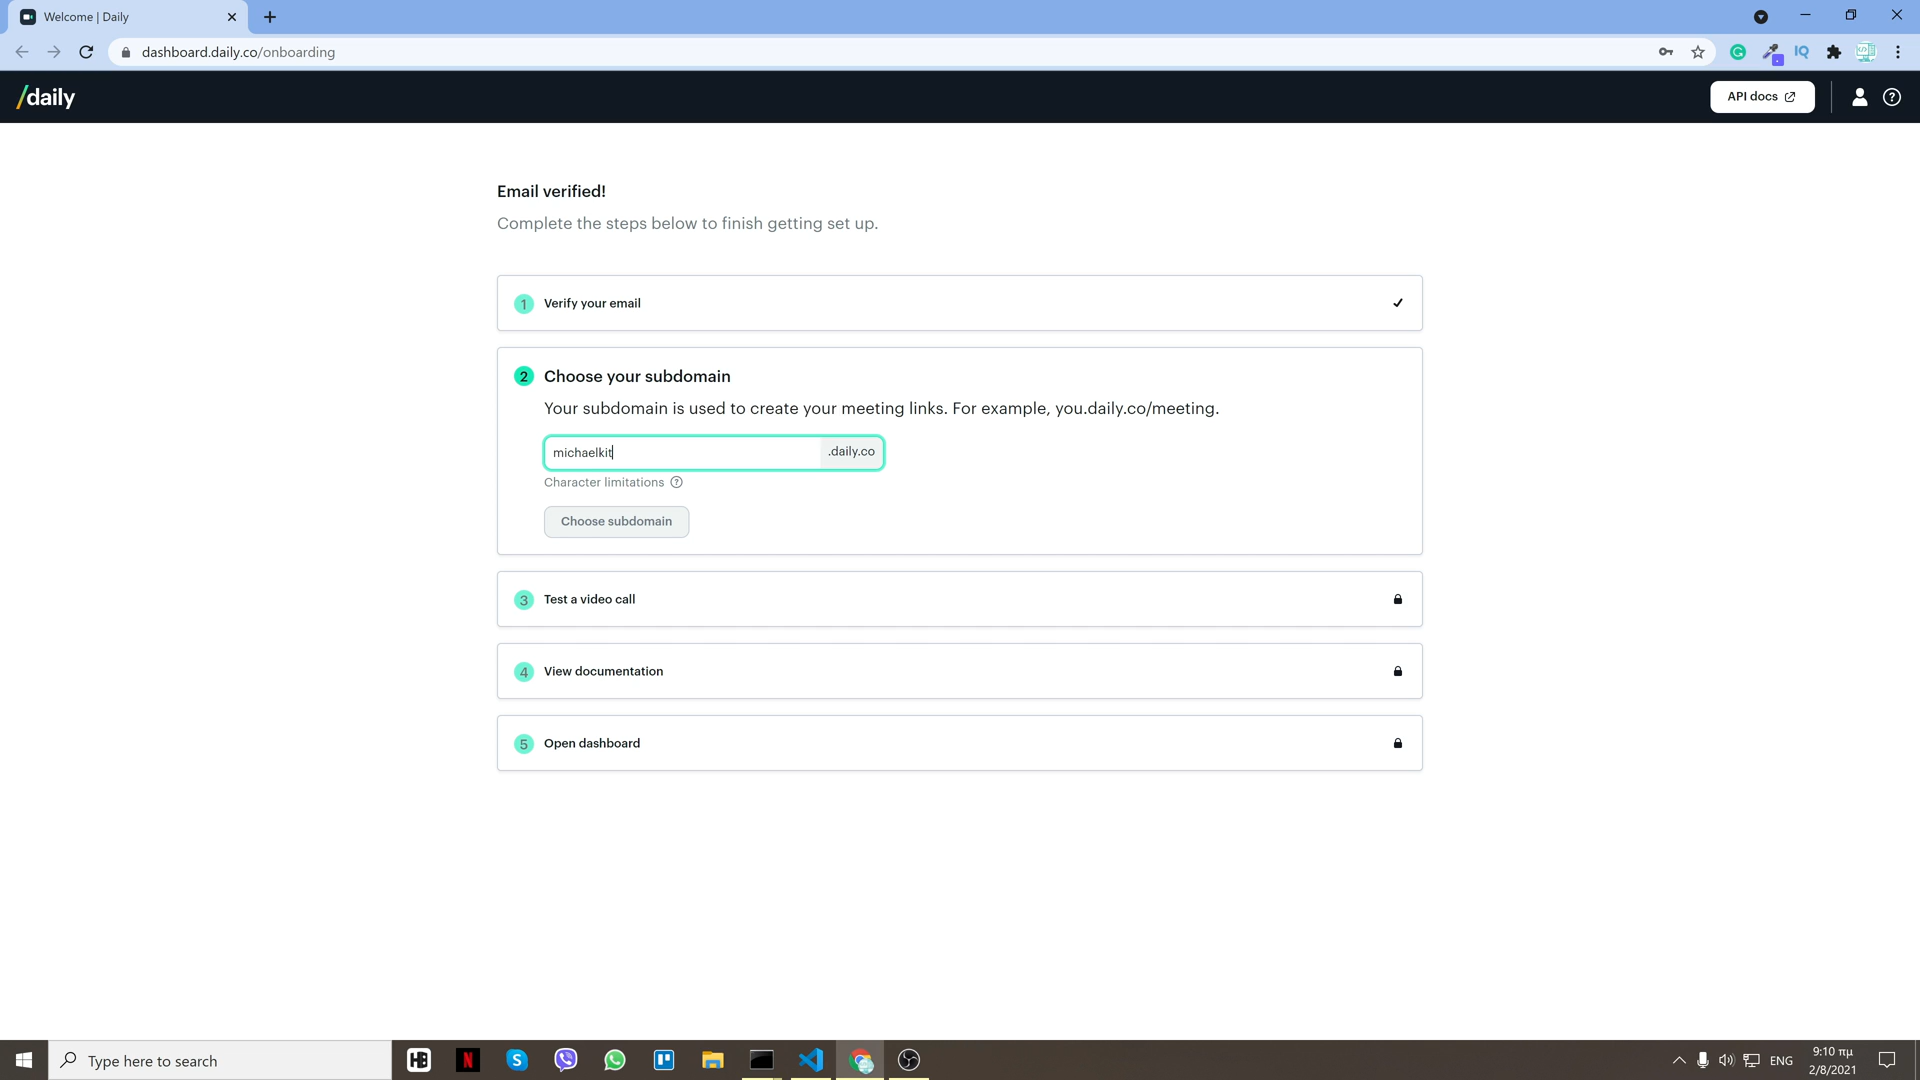 Welcome | Daily
dashboard.daily.co/onboarding
IQ
/daily
API docs
Email verified!
Complete the steps below to finish getting set up.
1 Verify your email
2 Choose your subdomain
Your subdomain is used to create your meeting links. For example, you.daily.co/meeting.
michaelkit .daily.co
Character limitations
Choose subdomain
3 Test a video call
4 View documentation
5 Open dashboard
Type here to search
ENG
9:10 πμ
2/8/2021